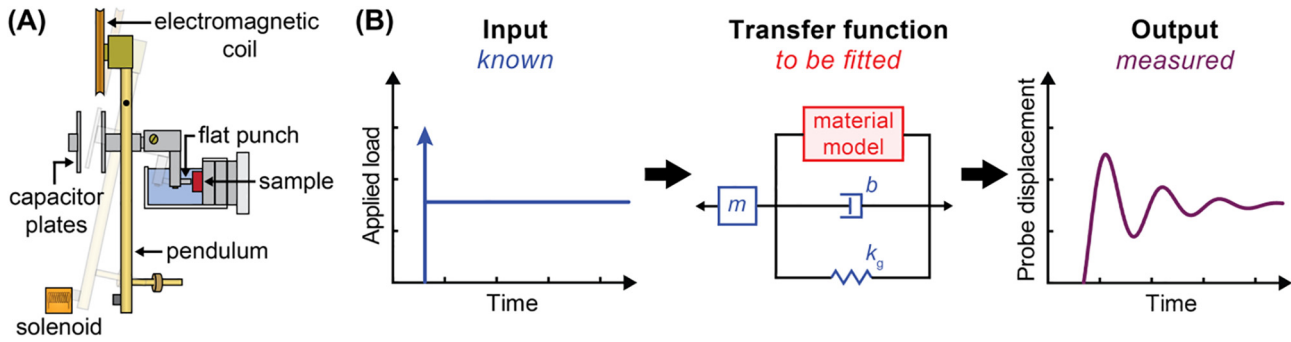 (A)
electromagnetic
coil
flat punch
sample
capacitor
plates
pendulum
solenoid
(B)
Input
known
Applied load
Time
Transfer function
to be fitted
material
model
m
b
kg
Output
measured
Probe displacement
Time